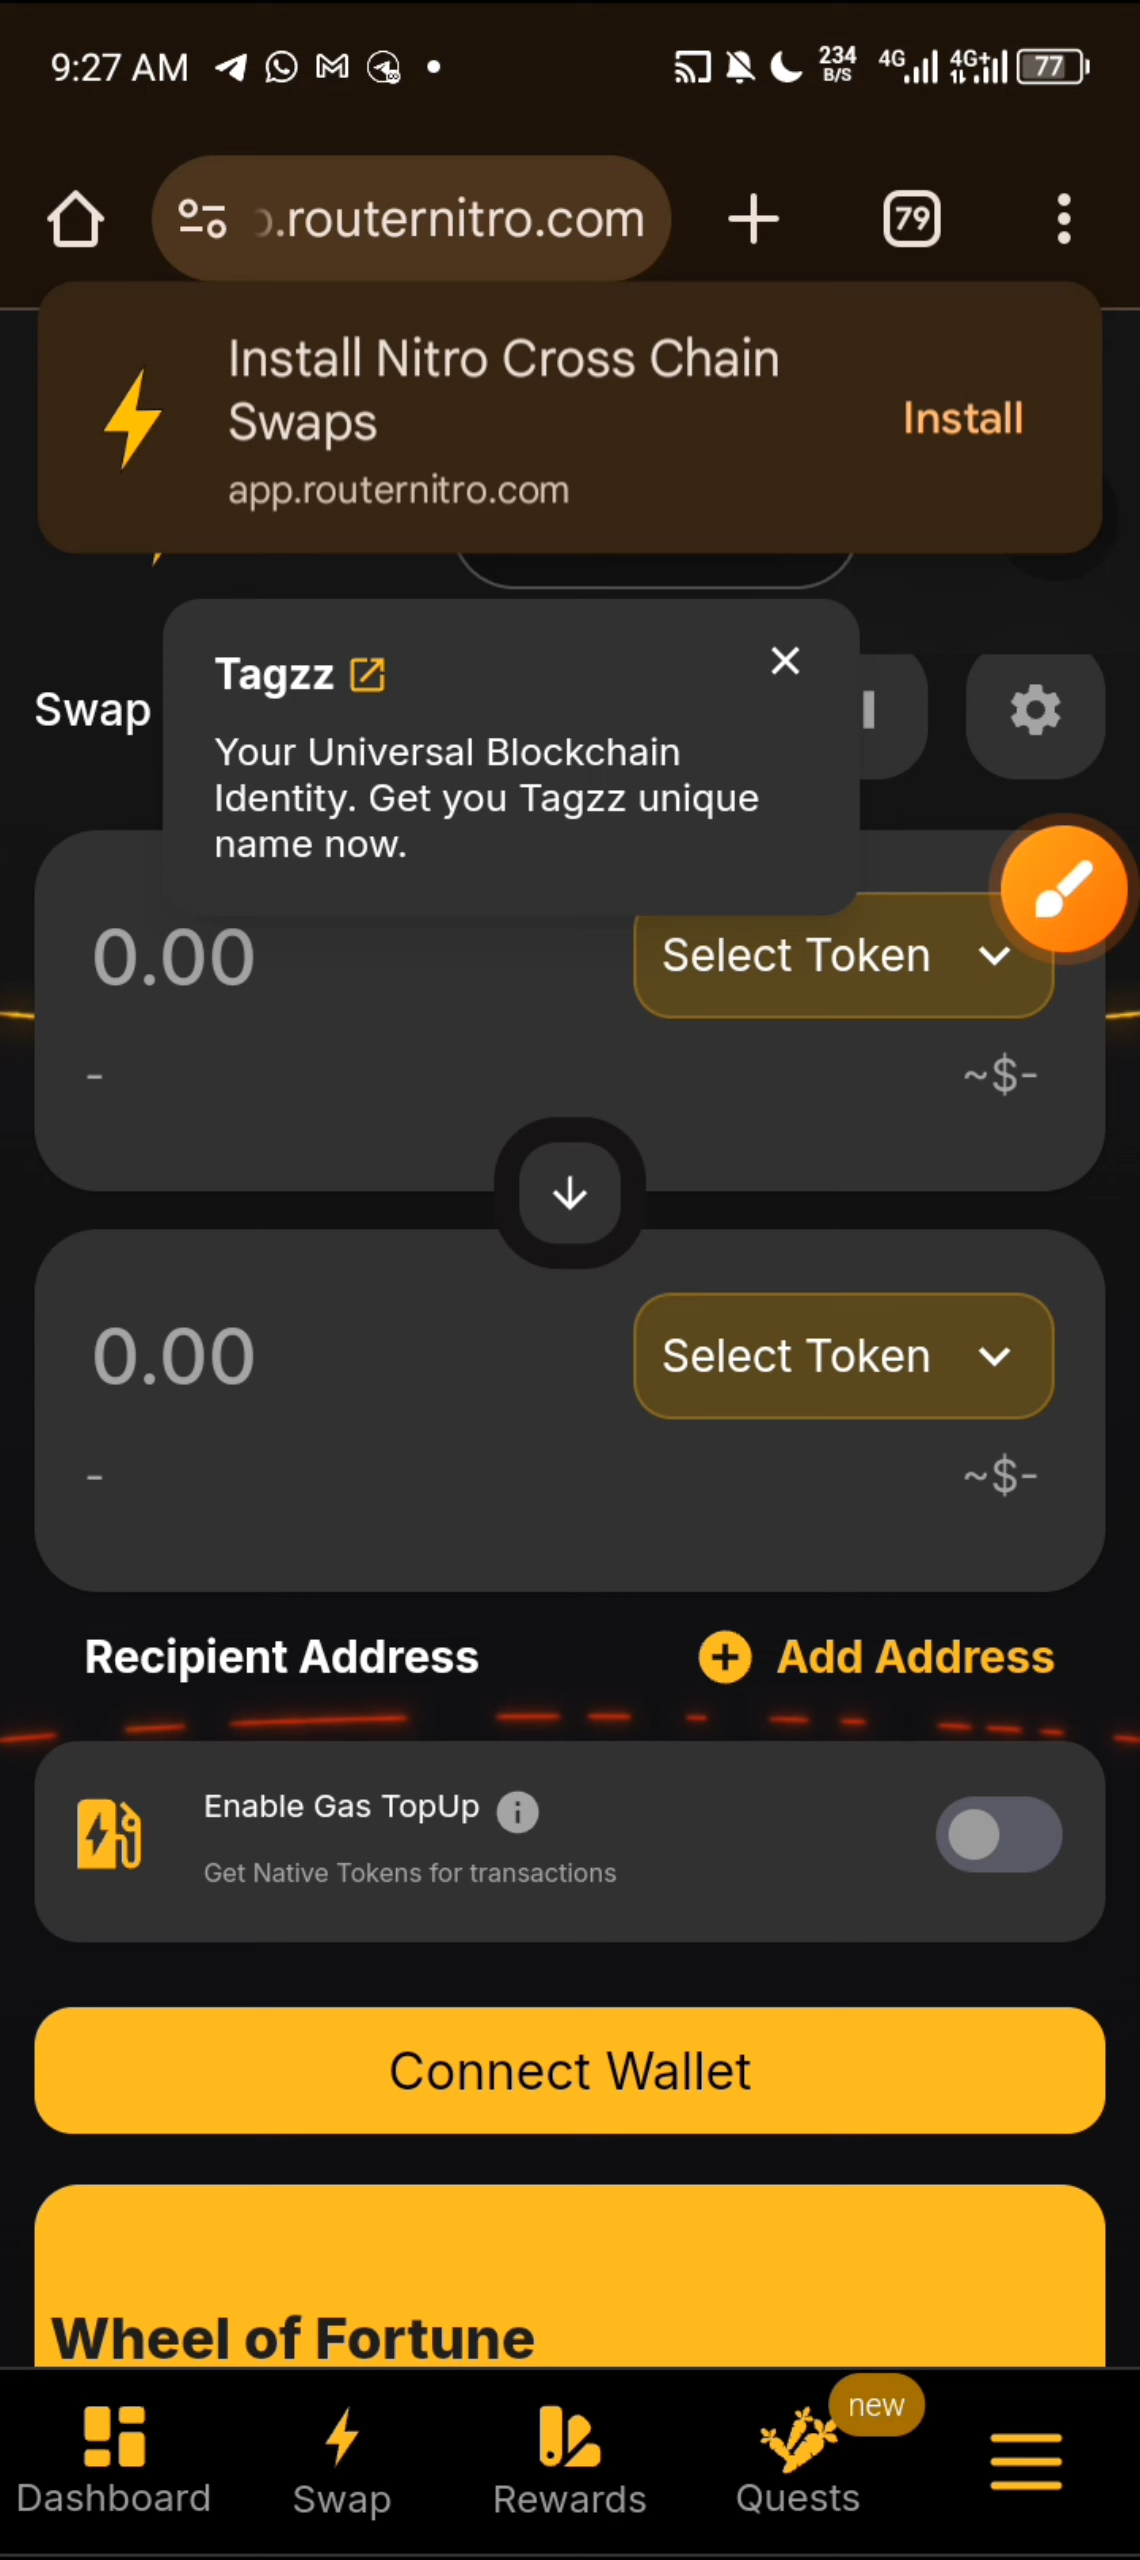 9:27 AM
234
B/S
4G
4G+
77
.routernitro.com
79
Install Nitro Cross Chain
Swaps
Install
app.routernitro.com
Tagzz
Swap
Your Universal Blockchain
Identity. Get you Tagzz unique
name now.
0.00
Select Token
-
~$-
0.00
Select Token
-
~$-
Recipient Address
Add Address
Enable Gas TopUp
Get Native Tokens for transactions
Connect Wallet
Wheel of Fortune
new
Dashboard
Swap
Rewards
Quests